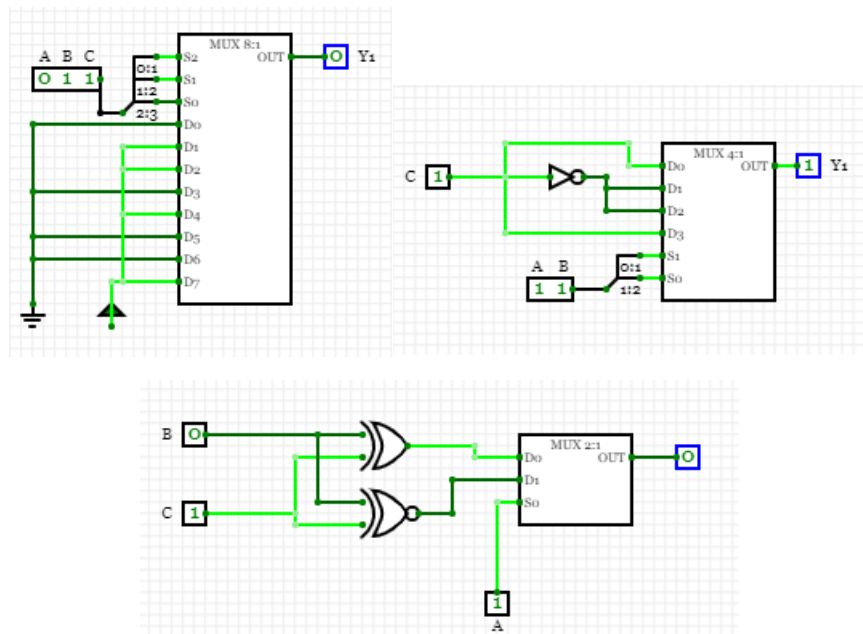 A B C
0 1 1
MUX 8:1
S2
S1
S0
D0
D1
D2
D3
D4
D5
D6
D7
OUT
0
Y1
0:1
1:2
2:3
C 1
MUX 4:1
D0
D1
D2
D3
S1
S0
OUT
1
Y1
A B
1 1
0:1
1:2
B 0
C 1
MUX 2:1
D0
D1
S0
OUT
0
1
A